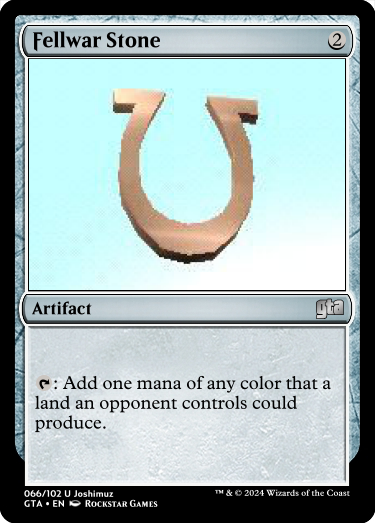 Fellwar Stone 2
Artifact gta
: Add one mana of any color that a
land an opponent controls could
produce.
066/102 U Joshimuz ™ & © 2024 Wizards of the Coast
GTA • EN Rockstar Games